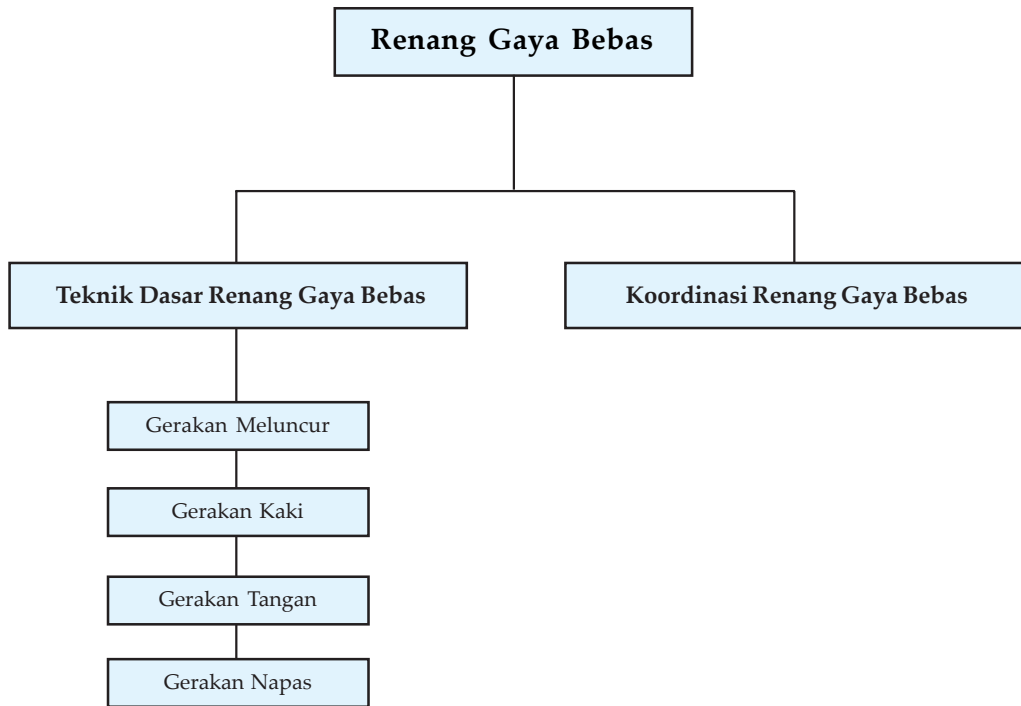 Renang Gaya Bebas
Teknik Dasar Renang Gaya Bebas
Koordinasi Renang Gaya Bebas
Gerakan Meluncur
Gerakan Kaki
Gerakan Tangan
Gerakan Napas